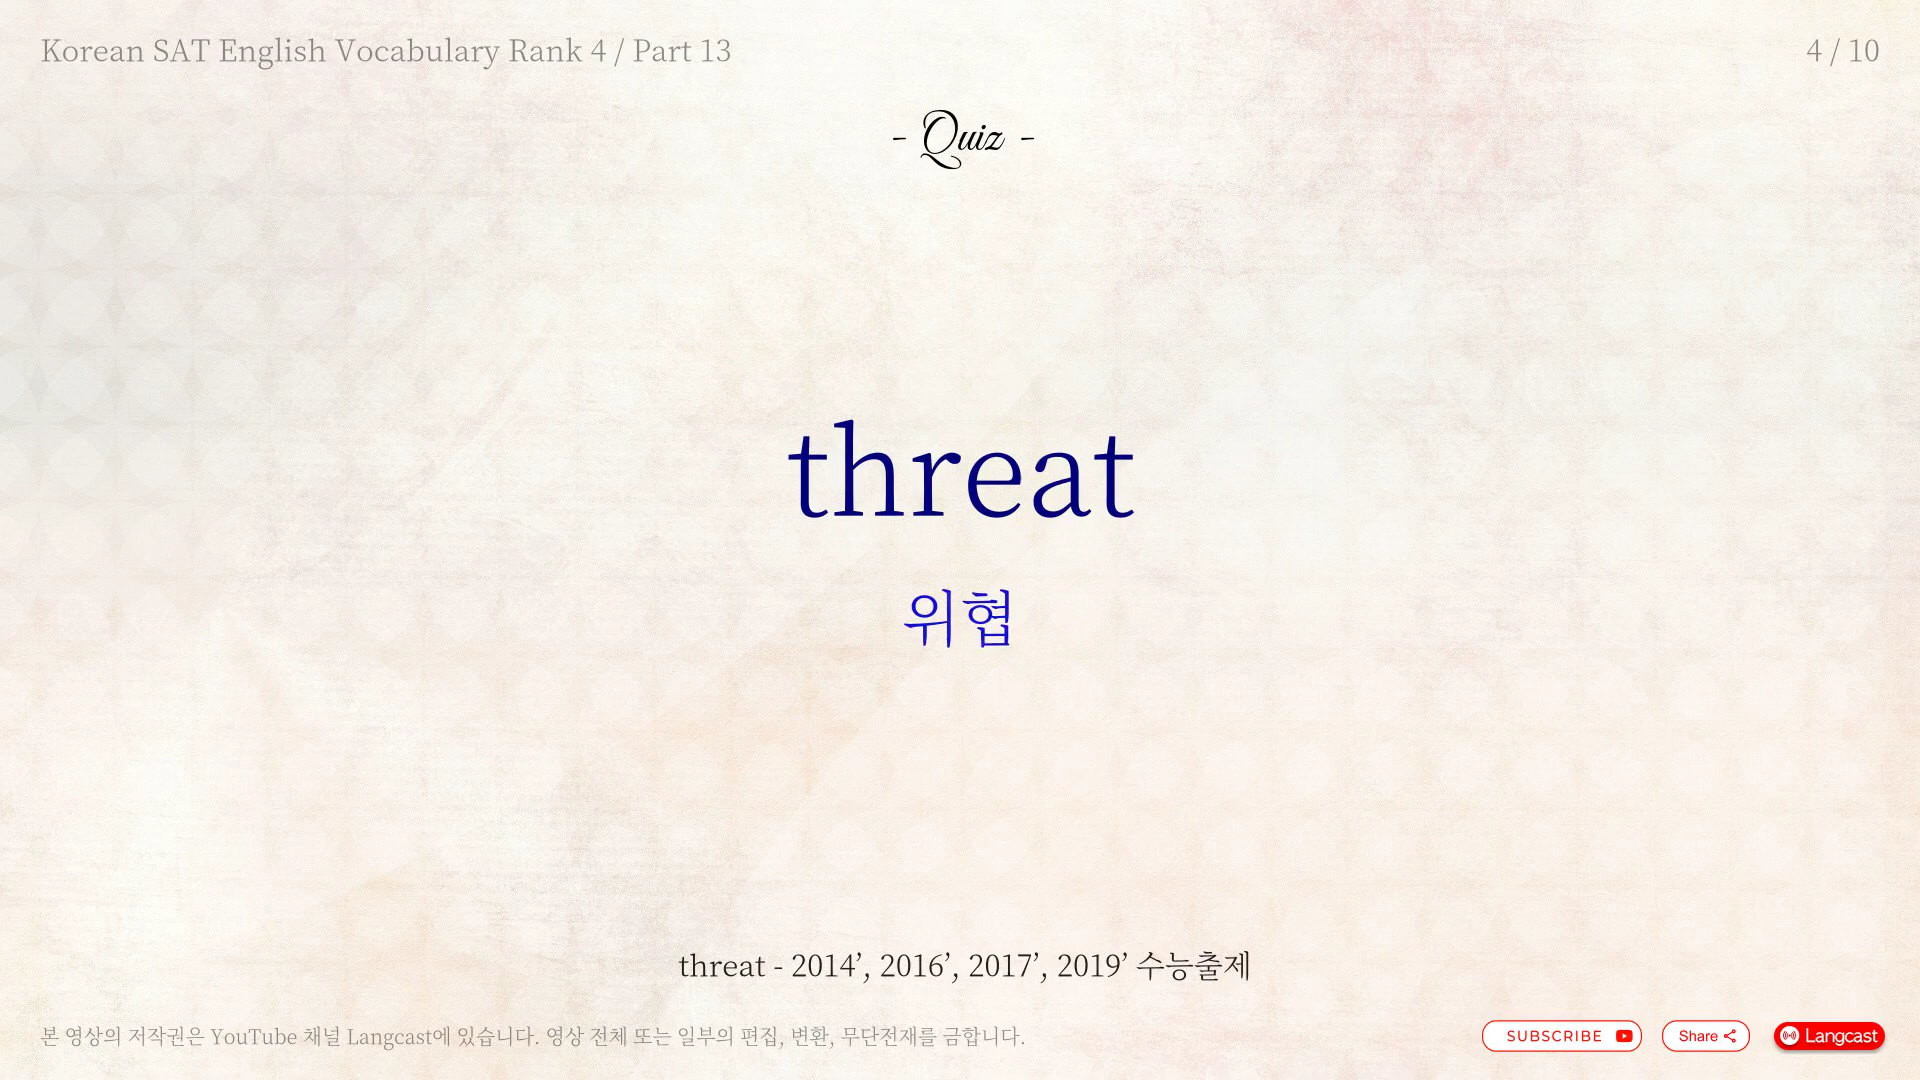 Korean SAT English Vocabulary Rank 4 / Part 13
4 / 10
- Quiz -
threat
위협
threat - 2014’, 2016’, 2017’, 2019’ 수능출제
본 영상의 저작권은 YouTube 채널 Langcast에 있습니다. 영상 전체 또는 일부의 편집, 변환, 무단전재를 금합니다.
SUBSCRIBE
Share
Langcast